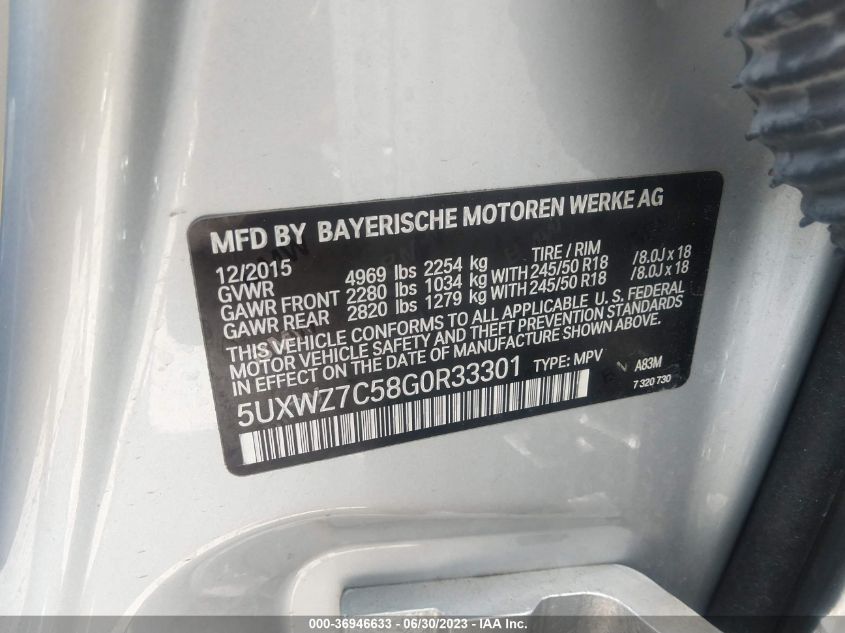 MFD BY BAYERISCHE MOTOREN WERKE AG
12/2015 TIRE / RIM
GVWR 4969 lbs 2254 kg
GAWR FRONT 2280 lbs 1034 kg WITH 245/50 R18 /8.0J x 18
GAWR REAR 2820 lbs 1279 kg WITH 245/50 R18 /8.0J x 18
THIS VEHICLE CONFORMS TO ALL APPLICABLE U. S. FEDERAL
MOTOR VEHICLE SAFETY AND THEFT PREVENTION STANDARDS
IN EFFECT ON THE DATE OF MANUFACTURE SHOWN ABOVE.
5UXWZ7C58G0R33301 TYPE: MPV A83M
7 320 730
000-36946633 - 06/30/2023 - IAA Inc.